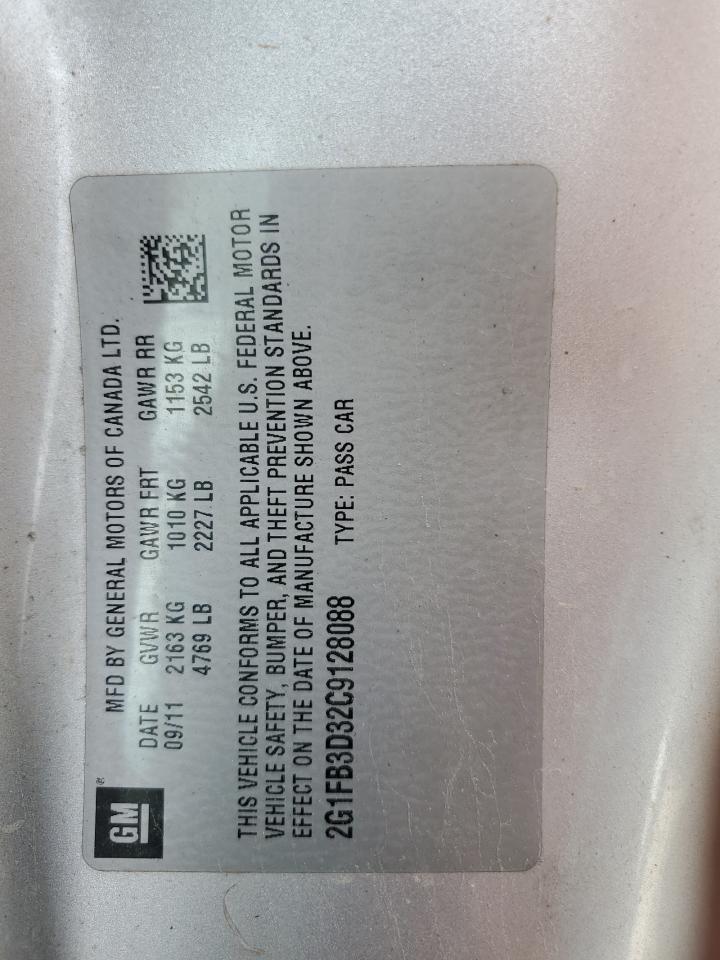 GM®
MFD BY GENERAL MOTORS OF CANADA LTD.
DATE GVWR GAWR FRT GAWR RR
09/11 2163 KG 1010 KG 1153 KG
4769 LB 2227 LB 2542 LB
THIS VEHICLE CONFORMS TO ALL APPLICABLE U.S. FEDERAL MOTOR
VEHICLE SAFETY, BUMPER, AND THEFT PREVENTION STANDARDS IN
EFFECT ON THE DATE OF MANUFACTURE SHOWN ABOVE.
2G1FB3D32C9128088 TYPE: PASS CAR